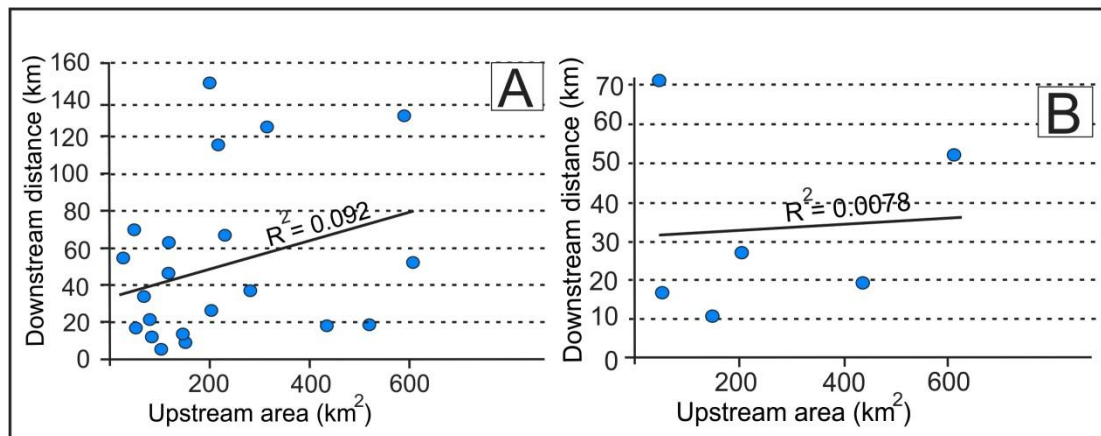 A
Downstream distance (km)
160
140
120
100
80
60
40
20
0
R² = 0.092
200
400
600
Upstream area (km²)
B
Downstream distance (km)
70
60
50
40
30
20
10
0
R² = 0.0078
200
400
600
Upstream area (km²)